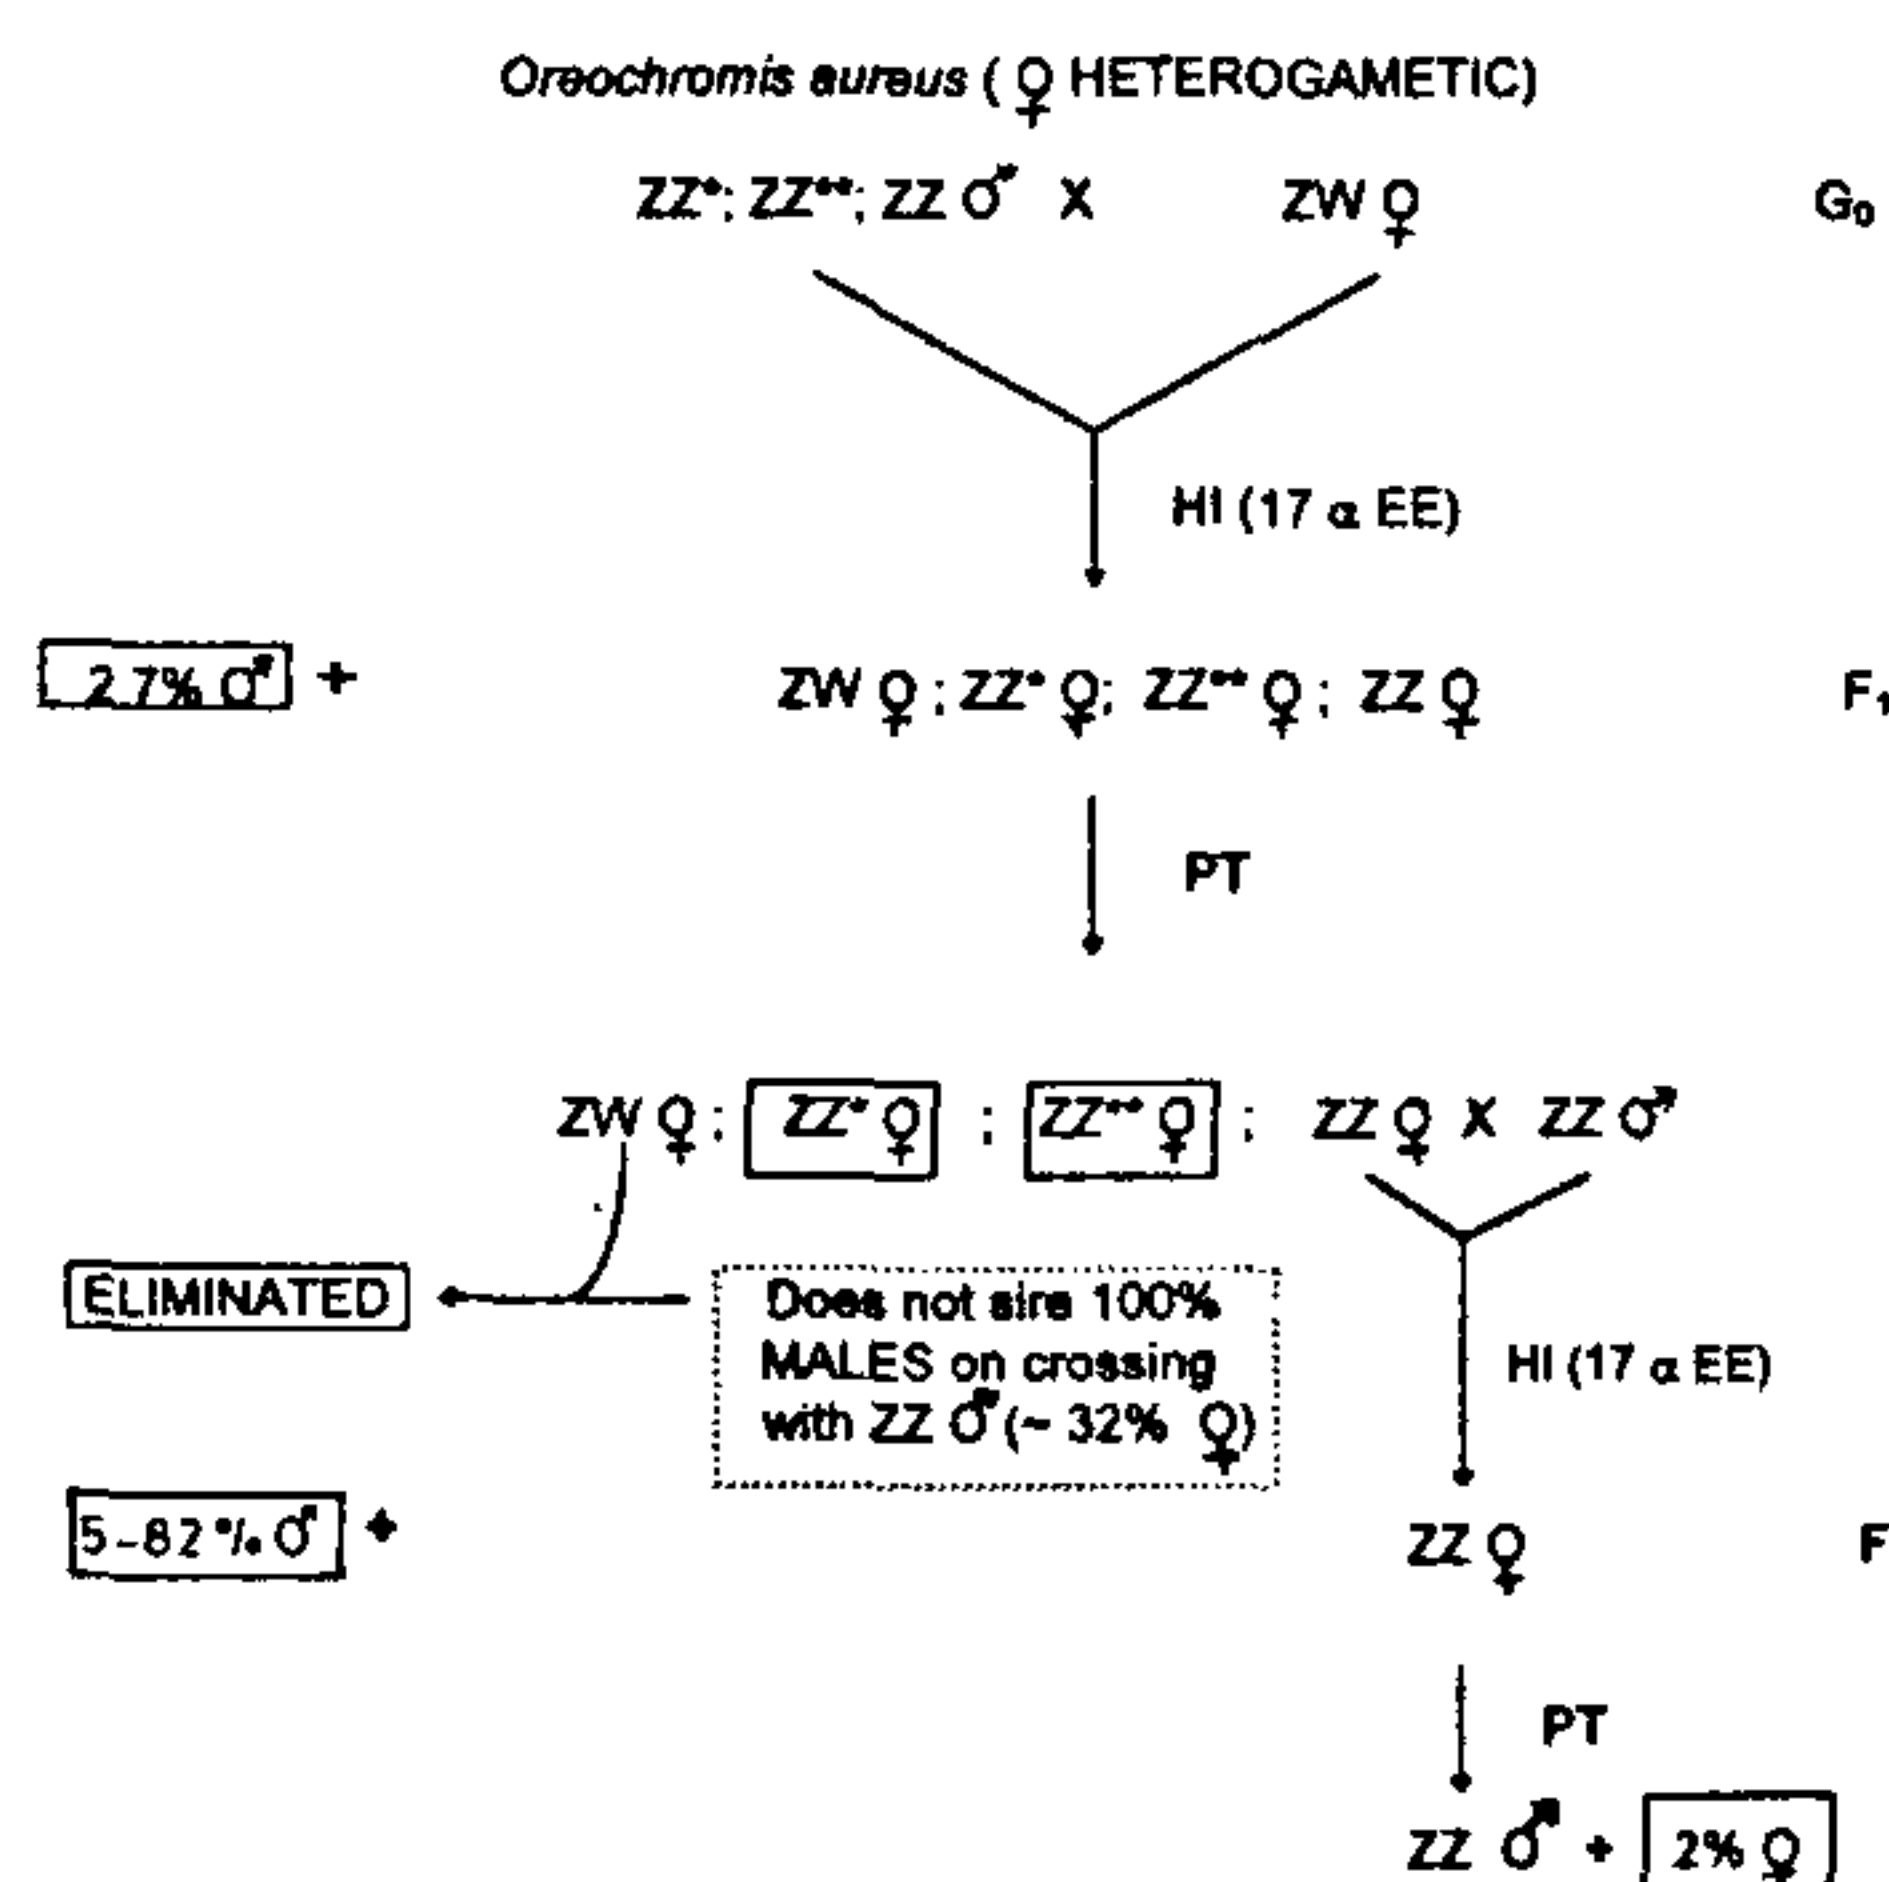 Oreochromis aureus (♀ HETEROGAMETIC)
ZZ*; ZZ**; ZZ ♂ X ZW ♀ G₀
HI (17 α EE)
2.7% ♂ + ZW ♀ ; ZZ* ♀; ZZ** ♀ ; ZZ ♀ F₁
PT
ZW ♀ ; ZZ* ♀ ; ZZ** ♀ ; ZZ ♀ X ZZ ♂
ELIMINATED
Does not sire 100%
MALES on crossing
with ZZ ♂ (~ 32% ♀)
HI (17 α EE)
5-82% ♂ + ZZ ♀ F
PT
ZZ ♂ + 2% ♀